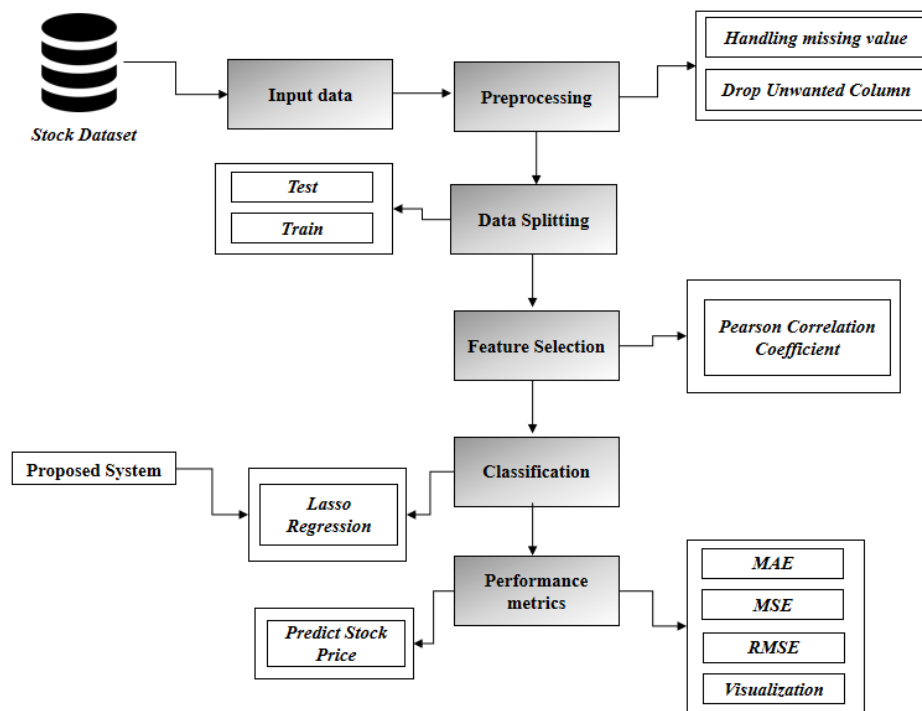 Stock Dataset
Input data
Preprocessing
Handling missing value
Drop Unwanted Column
Test
Train
Data Splitting
Feature Selection
Pearson Correlation
Coefficient
Proposed System
Lasso
Regression
Classification
Performance
metrics
Predict Stock
Price
MAE
MSE
RMSE
Visualization